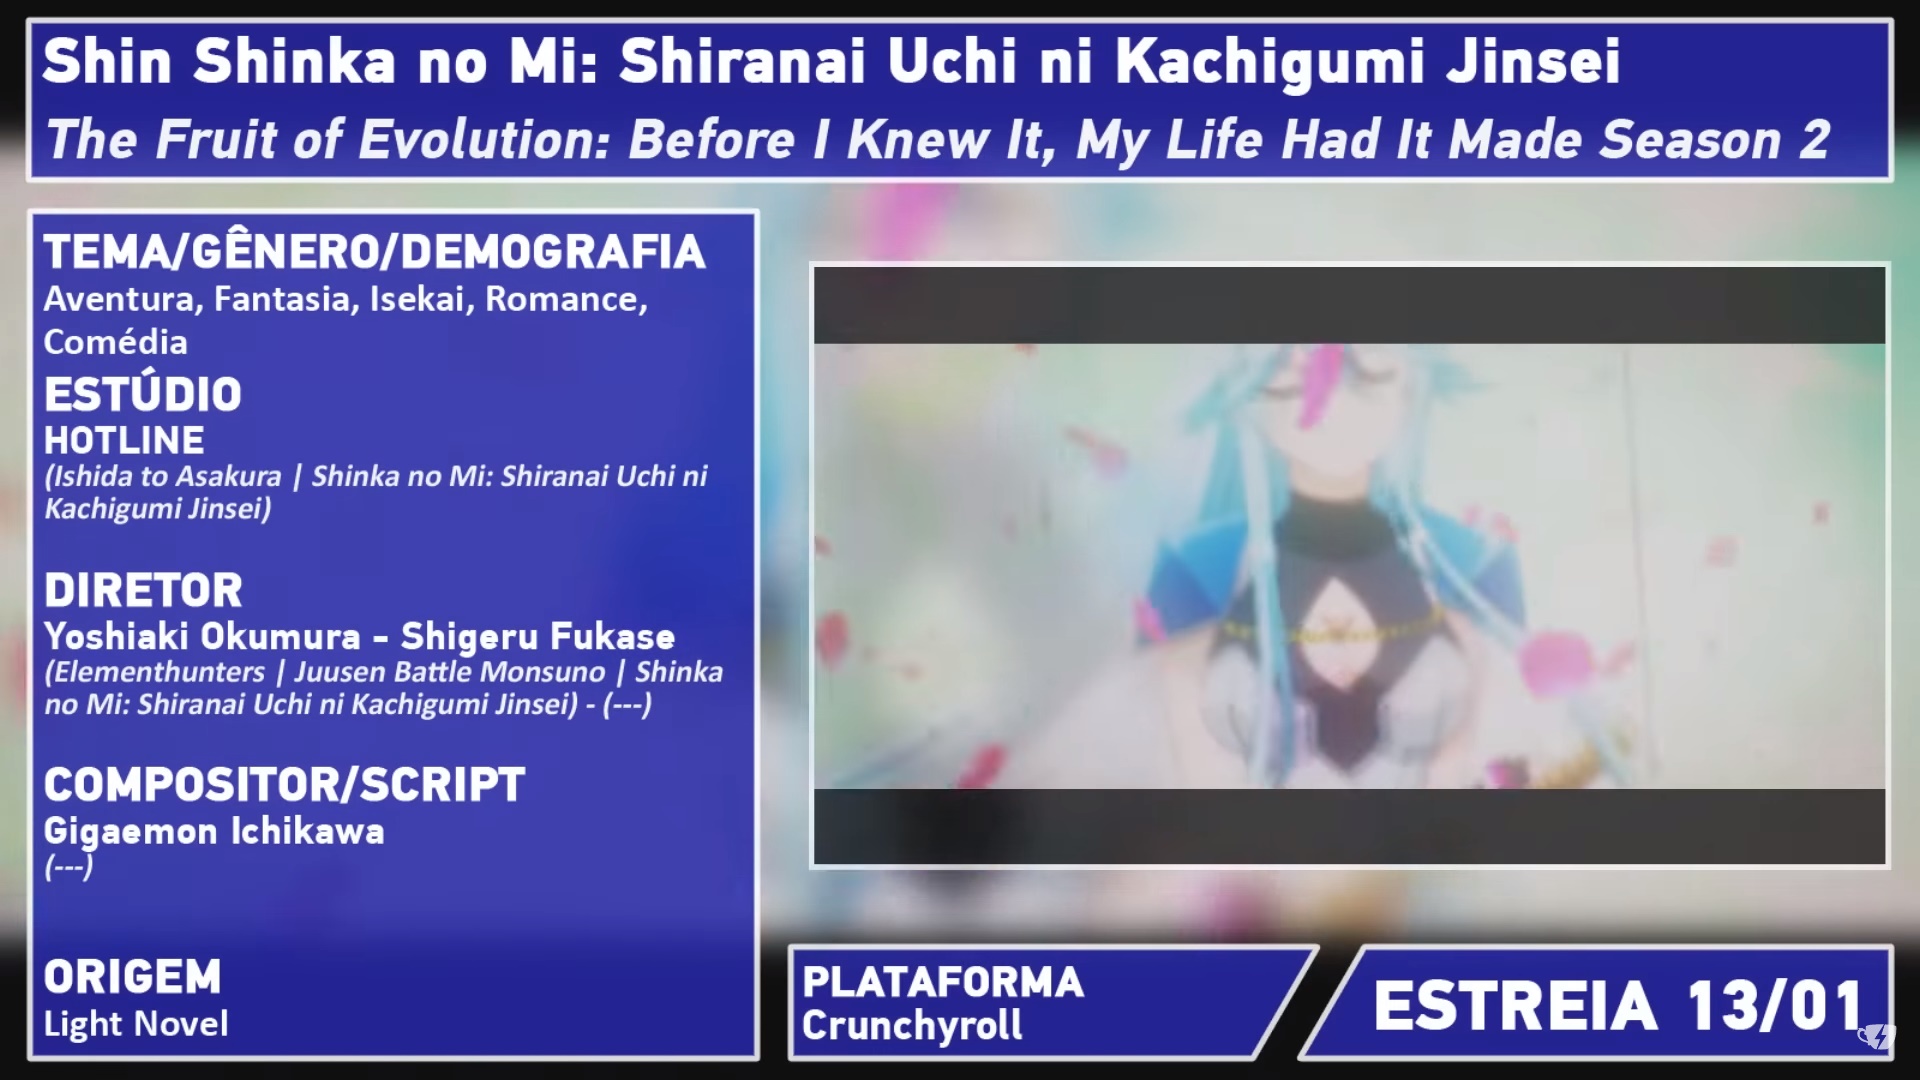 Shin Shinka no Mi: Shiranai Uchi ni Kachigumi Jinsei
The Fruit of Evolution: Before I Knew It, My Life Had It Made Season 2
TEMA/GÊNERO/DEMOGRAFIA
Aventura, Fantasia, Isekai, Romance,
Comédia
ESTÚDIO
HOTLINE
(Ishida to Asakura | Shinka no Mi: Shiranai Uchi ni
Kachigumi Jinsei)
DIRETOR
Yoshiaki Okumura - Shigeru Fukase
(Elementhunters | Juusen Battle Monsuno | Shinka
no Mi: Shiranai Uchi ni Kachigumi Jinsei) - (---)
COMPOSITOR/SCRIPT
Gigaemon Ichikawa
(---)
ORIGEM
Light Novel
PLATAFORMA
Crunchyroll
ESTREIA 13/01